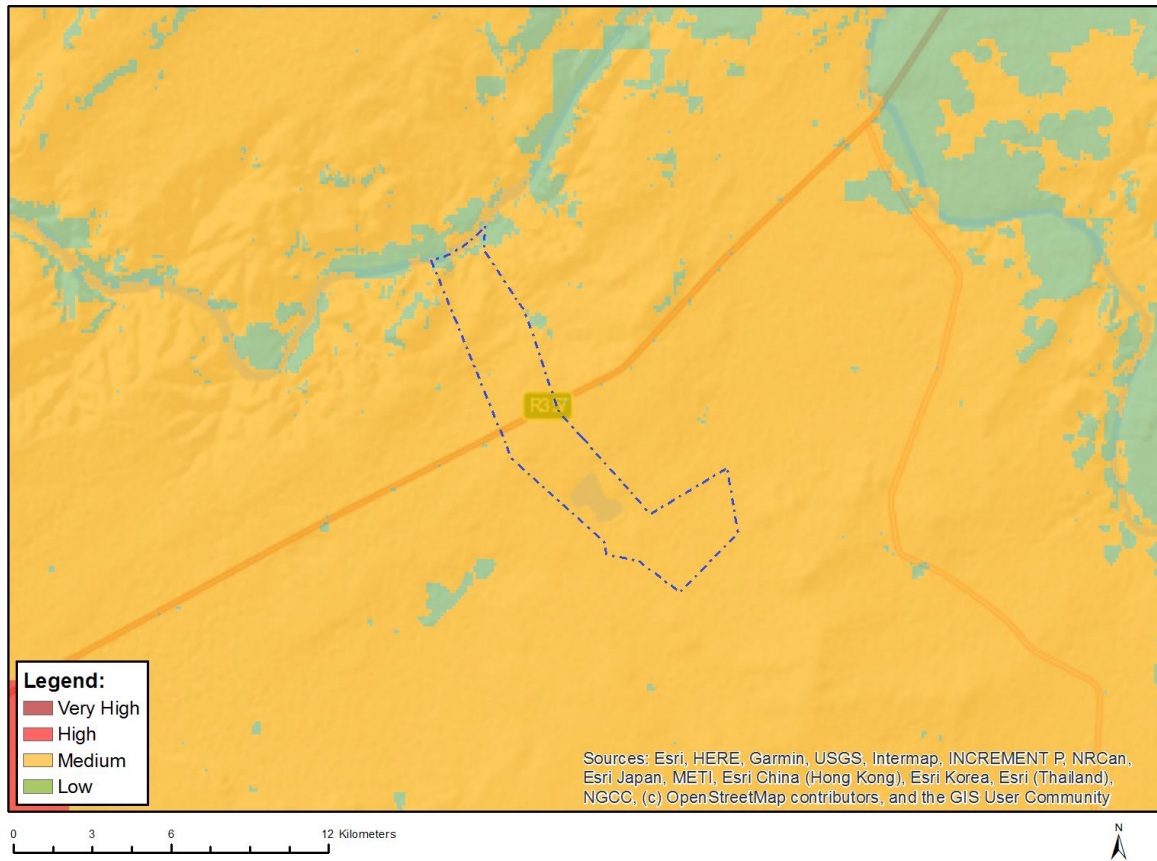 Legend:
Very High
High
Medium
Low
Sources: Esri, HERE, Garmin, USGS, Intermap, INCREMENT P, NRCan,
Esri Japan, METI, Esri China (Hong Kong), Esri Korea, Esri (Thailand),
NGCC, (c) OpenStreetMap contributors, and the GIS User Community
0 3 6 12 Kilometers
N